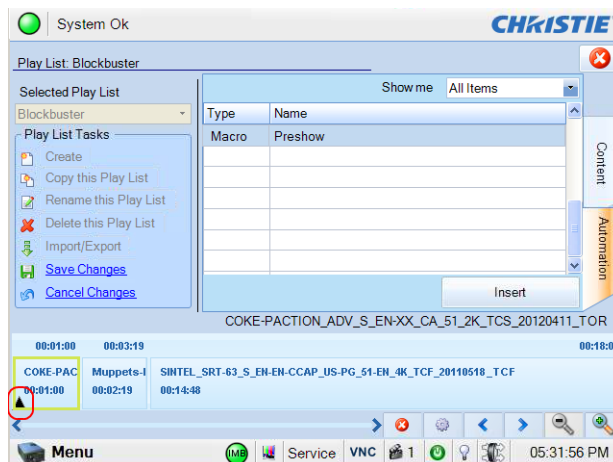 System Ok
CHRISTIE
Play List: Blockbuster
Selected Play List
Blockbuster
Play List Tasks
Create
Copy this Play List
Rename this Play List
Delete this Play List
Import/Export
Save Changes
Cancel Changes
Show me All Items
Type Name
Macro Preshow
Content
Automation
Insert
COKE-PACTION_ADV_S_EN-XX_CA_51_2K_TCS_20120411_TOR
00:01:00 00:03:19 00:18:0
COKE-PAC Muppets-I SINTEL_SRT-63_S_EN-EN-CCAP_US-PG_51-EN_4K_TCF_20110518_TCF
00:01:00 00:02:19 00:14:48
Menu IMB Service VNC 1 05:31:56 PM